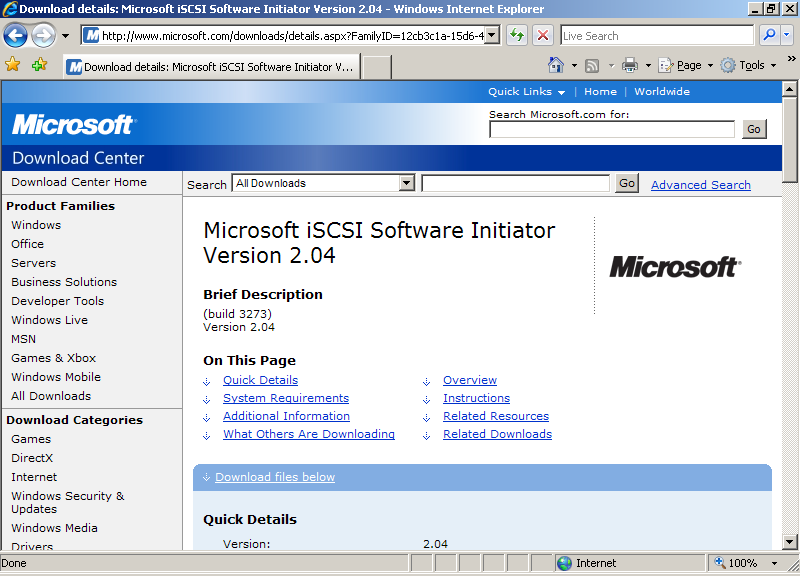 Download details: Microsoft iSCSI Software Initiator Version 2.04 - Windows Internet Explorer
http://www.microsoft.com/downloads/details.aspx?FamilyID=12cb3c1a-15d6-4
Live Search
Download details: Microsoft iSCSI Software Initiator V...
Page
Tools
Quick Links | Home | Worldwide
Microsoft
Search Microsoft.com for:
Go
Download Center
Download Center Home
Search
All Downloads
Go
Advanced Search
Product Families
Windows
Office
Servers
Business Solutions
Developer Tools
Windows Live
MSN
Games & Xbox
Windows Mobile
All Downloads
Download Categories
Games
DirectX
Internet
Windows Security &
Updates
Windows Media
Drivers
Microsoft iSCSI Software Initiator
Version 2.04
Microsoft
Brief Description
(build 3273)
Version 2.04
On This Page
Quick Details
Overview
System Requirements
Instructions
Additional Information
Related Resources
What Others Are Downloading
Related Downloads
Download files below
Quick Details
Version: 2.04
Done
Internet
100%